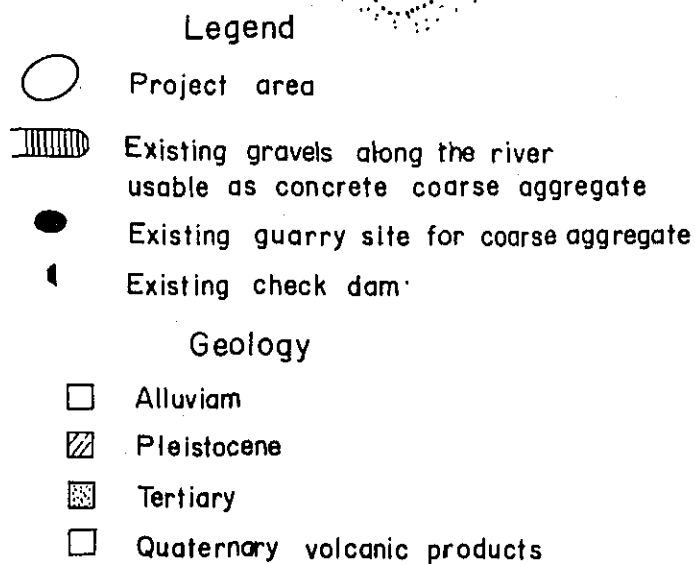 Legend
Project area
Existing gravels along the river
usable as concrete coarse aggregate
Existing guarry site for coarse aggregate
Existing check dam
Geology
Alluviam
Pleistocene
Tertiary
Quaternary volcanic products